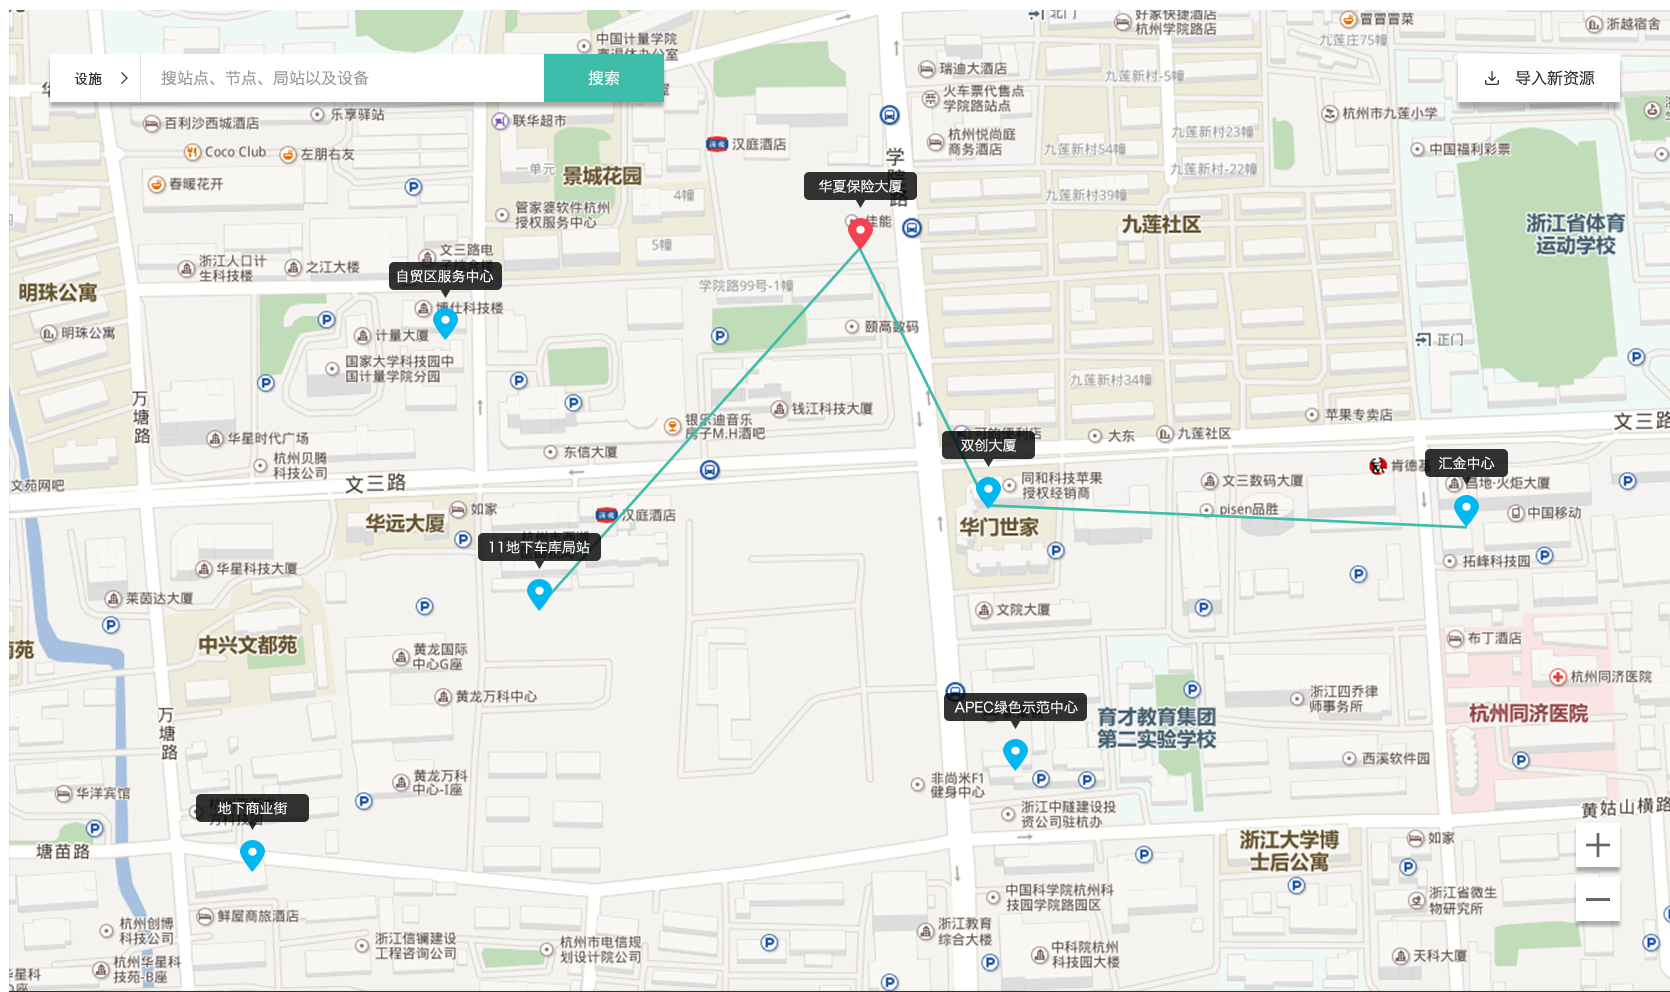 北门
好家快捷酒店
杭州学院路店
冒冒冒菜
浙越宿舍
中国计量学院
九莲庄75幢
设施
搜站点、节点、局站以及设备
搜索
瑞迪大酒店
九莲新村-5幢
导入新资源
火车票代售点
学院路站点
百利沙西城酒店
乐享驿站
联华超市
杭州市九莲小学
汉庭酒店
杭州悦尚庭
商务酒店
九莲新村23幢
九莲新村54幢
中国福利彩票
Coco Club
左朋右友
一单元
景城花园
九莲新村-22幢
学院路
春暖花开
华夏保险大厦
4幢
九莲新村39幢
管家婆软件杭州
授权服务中心
佳能
九莲社区
浙江省体育
运动学校
文三路电
5幢
浙江人口计
生科技楼
之江大楼
自贸区服务中心
学院路99号-1幢
明珠公寓
博仕科技楼
明珠公寓
计量大厦
颐高数码
正门
国家大学科技园中
国计量学院分园
九莲新村34幢
万塘路
钱江科技大厦
苹果专卖店
银乐迪音乐
房子M.H酒吧
文三路
华星时代广场
大东
九莲社区
双创大厦
东信大厦
杭州贝腾
科技公司
肯德基
汇金中心
文苑网吧
文三路
同和科技苹果
授权经销商
文三数码大厦
昌地·火炬大厦
如家
pisen品胜
中国移动
华远大厦
汉庭酒店
华门世家
11地下车库局站
拓峰科技园
华星科技大厦
莱茵达大厦
文院大厦
中兴文都苑
布丁酒店
黄龙国际
中心G座
杭州同济医院
黄龙万科中心
浙江四乔律
师事务所
APEC绿色示范中心
万塘路
育才教育集团
第二实验学校
杭州同济医院
西溪软件园
黄龙万科
中心-I座
非尚米F1
健身中心
华洋宾馆
地下商业街
浙江中隧建设投
资公司驻杭办
黄姑山横路
塘苗路
浙江大学博
士后公寓
如家
中国科学院杭州科
技园学院路园区
浙江省微生
物研究所
鲜屋商旅酒店
杭州创博
科技公司
浙江信镧建设
工程咨询公司
杭州市电信规
划设计院公司
浙江教育
综合大楼
中科院杭州
科技园大楼
天科大厦
杭州华星科
技苑-B座